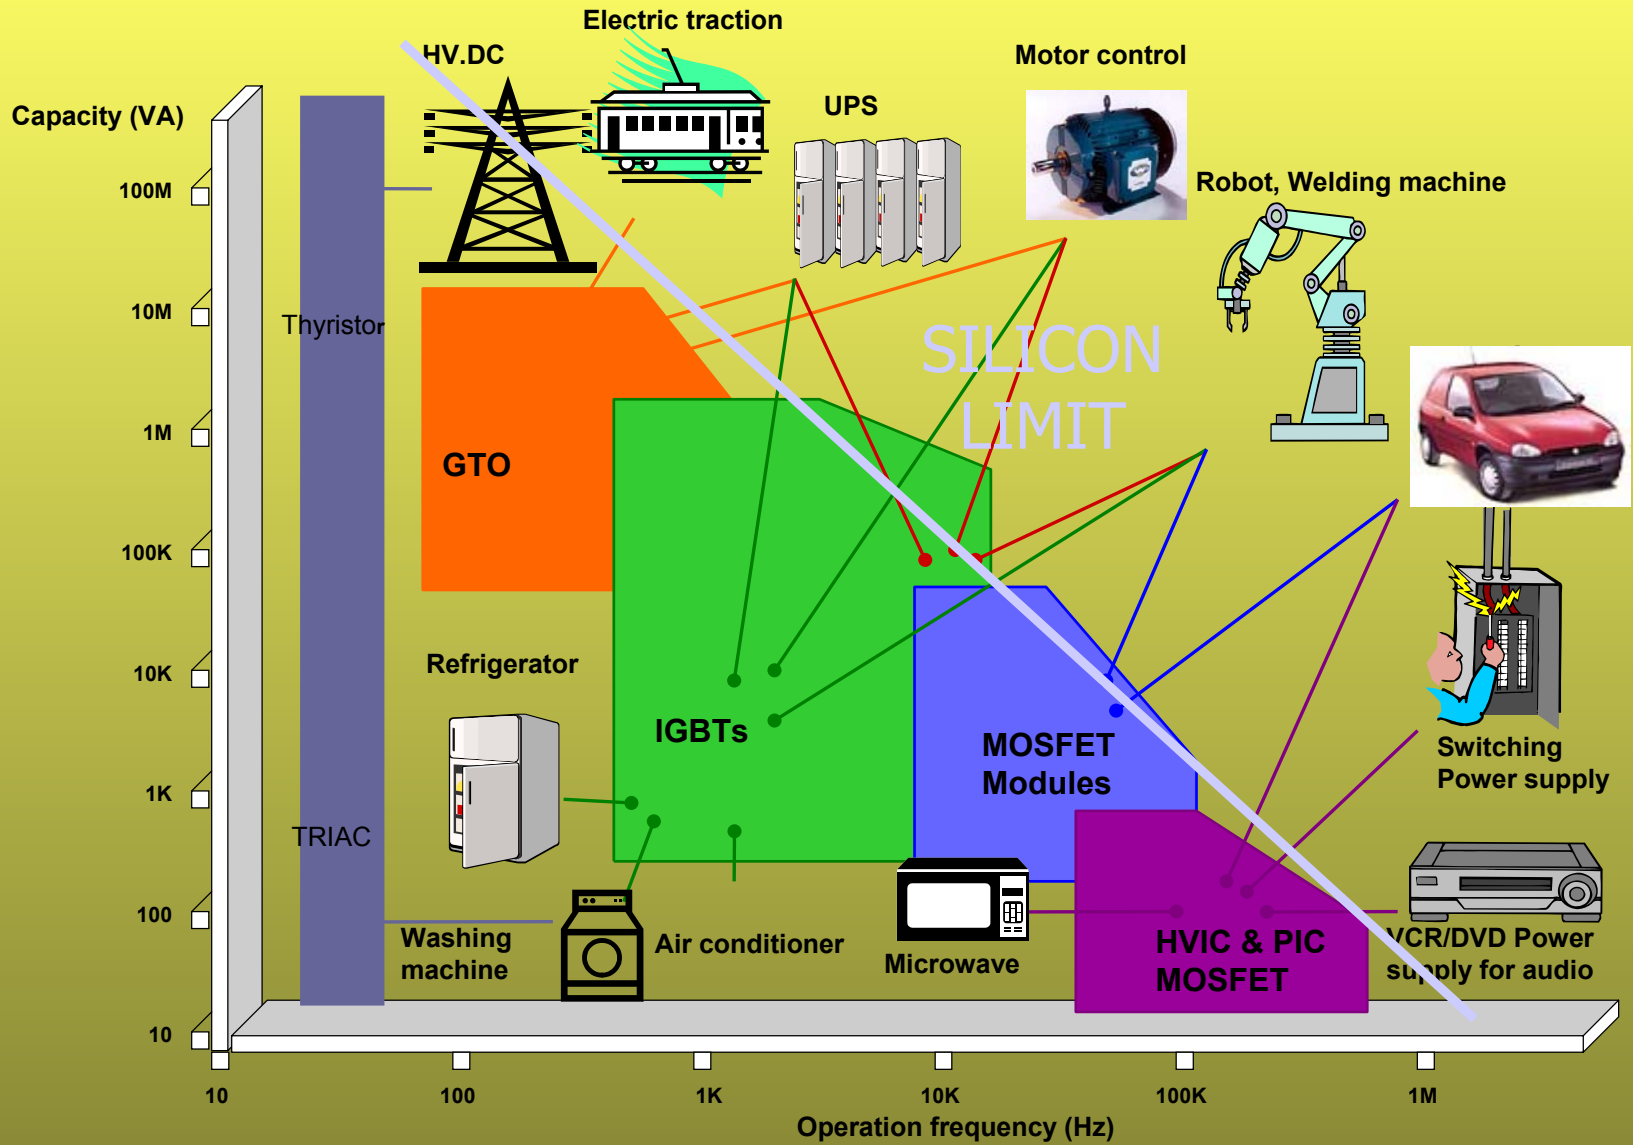 Electric traction
HV.DC
Motor control
Capacity (VA)
UPS
100M
Robot, Welding machine
10M
Thyristor
SILICON
LIMIT
1M
GTO
100K
Refrigerator
10K
IGBTs
MOSFET
Modules
Switching
Power supply
1K
TRIAC
100
Washing
machine
Air conditioner
Microwave
HVIC & PIC
MOSFET
VCR/DVD Power
supply for audio
10
10
100
1K
10K
100K
1M
Operation frequency (Hz)